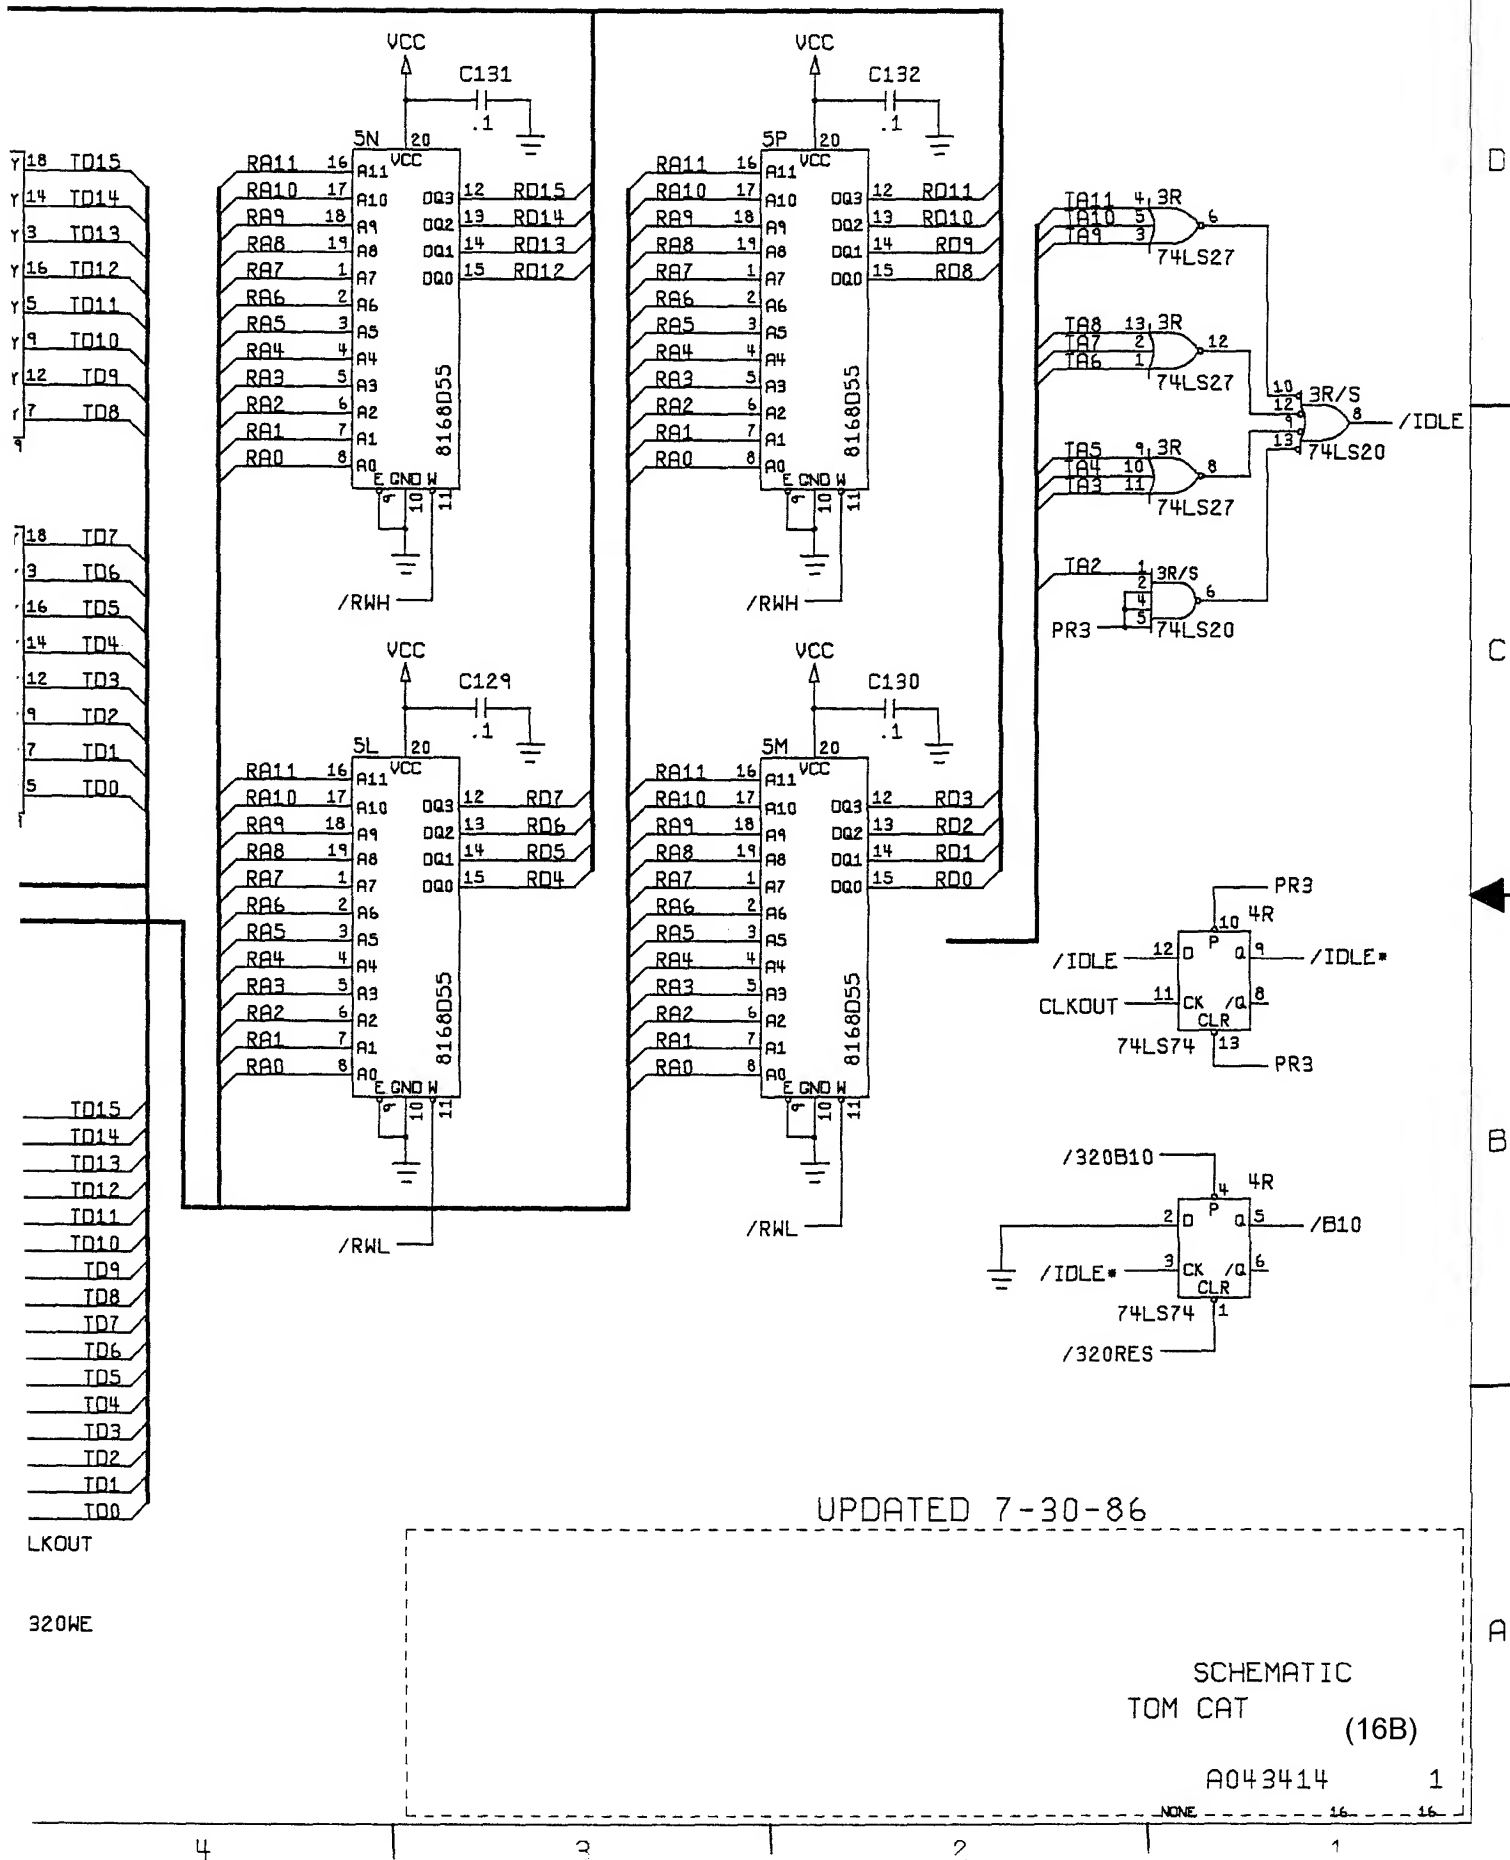 VCC
C131
.1
5N
20
VCC
RA11 16 A11
RA10 17 A10 DQ3 12 RD15
RA9 18 A9 DQ2 13 RD14
RA8 19 A8 DQ1 14 RD13
RA7 1 A7 DQ0 15 RD12
RA6 2 A6
RA5 3 A5
RA4 4 A4
RA3 5 A3
RA2 6 A2
RA1 7 A1
RA0 8 A0
8168D55
E GND W
9 10 11
/RWH
VCC
C132
.1
5P
20
VCC
RA11 16 A11
RA10 17 A10 DQ3 12 RD11
RA9 18 A9 DQ2 13 RD10
RA8 19 A8 DQ1 14 RD9
RA7 1 A7 DQ0 15 RD8
RA6 2 A6
RA5 3 A5
RA4 4 A4
RA3 5 A3
RA2 6 A2
RA1 7 A1
RA0 8 A0
8168D55
E GND W
9 10 11
/RWH
Y 18 TD15
Y 14 TD14
Y 3 TD13
Y 16 TD12
Y 5 TD11
Y 9 TD10
Y 12 TD9
Y 7 TD8
18 TD7
3 TD6
16 TD5
14 TD4
12 TD3
9 TD2
7 TD1
5 TD0
VCC
C129
.1
5L
20
VCC
RA11 16 A11
RA10 17 A10 DQ3 12 RD7
RA9 18 A9 DQ2 13 RD6
RA8 19 A8 DQ1 14 RD5
RA7 1 A7 DQ0 15 RD4
RA6 2 A6
RA5 3 A5
RA4 4 A4
RA3 5 A3
RA2 6 A2
RA1 7 A1
RA0 8 A0
8168D55
E GND W
9 10 11
/RWL
VCC
C130
.1
5M
20
VCC
RA11 16 A11
RA10 17 A10 DQ3 12 RD3
RA9 18 A9 DQ2 13 RD2
RA8 19 A8 DQ1 14 RD1
RA7 1 A7 DQ0 15 RD0
RA6 2 A6
RA5 3 A5
RA4 4 A4
RA3 5 A3
RA2 6 A2
RA1 7 A1
RA0 8 A0
8168D55
E GND W
9 10 11
/RWL
TA11 4 3R
TA10 5 6
TA9 3
74LS27
TA8 13 3R
TA7 2 12
TA6 1
74LS27
TA5 9 3R
TA4 10 8
TA3 11
74LS27
10 3R/S
12
9 8 /IDLE
13 74LS20
TA2 1 3R/S
2
4 6
PR3 5 74LS20
PR3
10 4R
/IDLE 12 D P Q 9 /IDLE*
CLKOUT 11 CK /Q 8
CLR
74LS74 13
PR3
/320B10
4 4R
2 D P Q 5 /B10
/IDLE* 3 CK /Q 6
CLR
74LS74 1
/320RES
TD15
TD14
TD13
TD12
TD11
TD10
TD9
TD8
TD7
TD6
TD5
TD4
TD3
TD2
TD1
TD0
LKOUT
320WE
UPDATED 7-30-86
SCHEMATIC
TOM CAT
(16B)
A043414 1
NONE 16 16
D
C
B
A
4 3 2 1